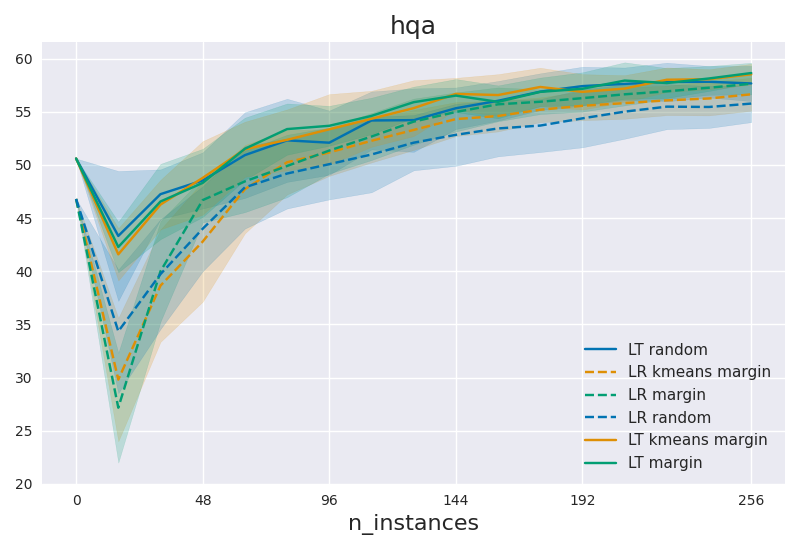 hqa
60
55
50
45
40
35
30
25
20
LT random
LR kmeans margin
LR margin
LR random
LT kmeans margin
LT margin
0 48 96 144 192 256
n_instances